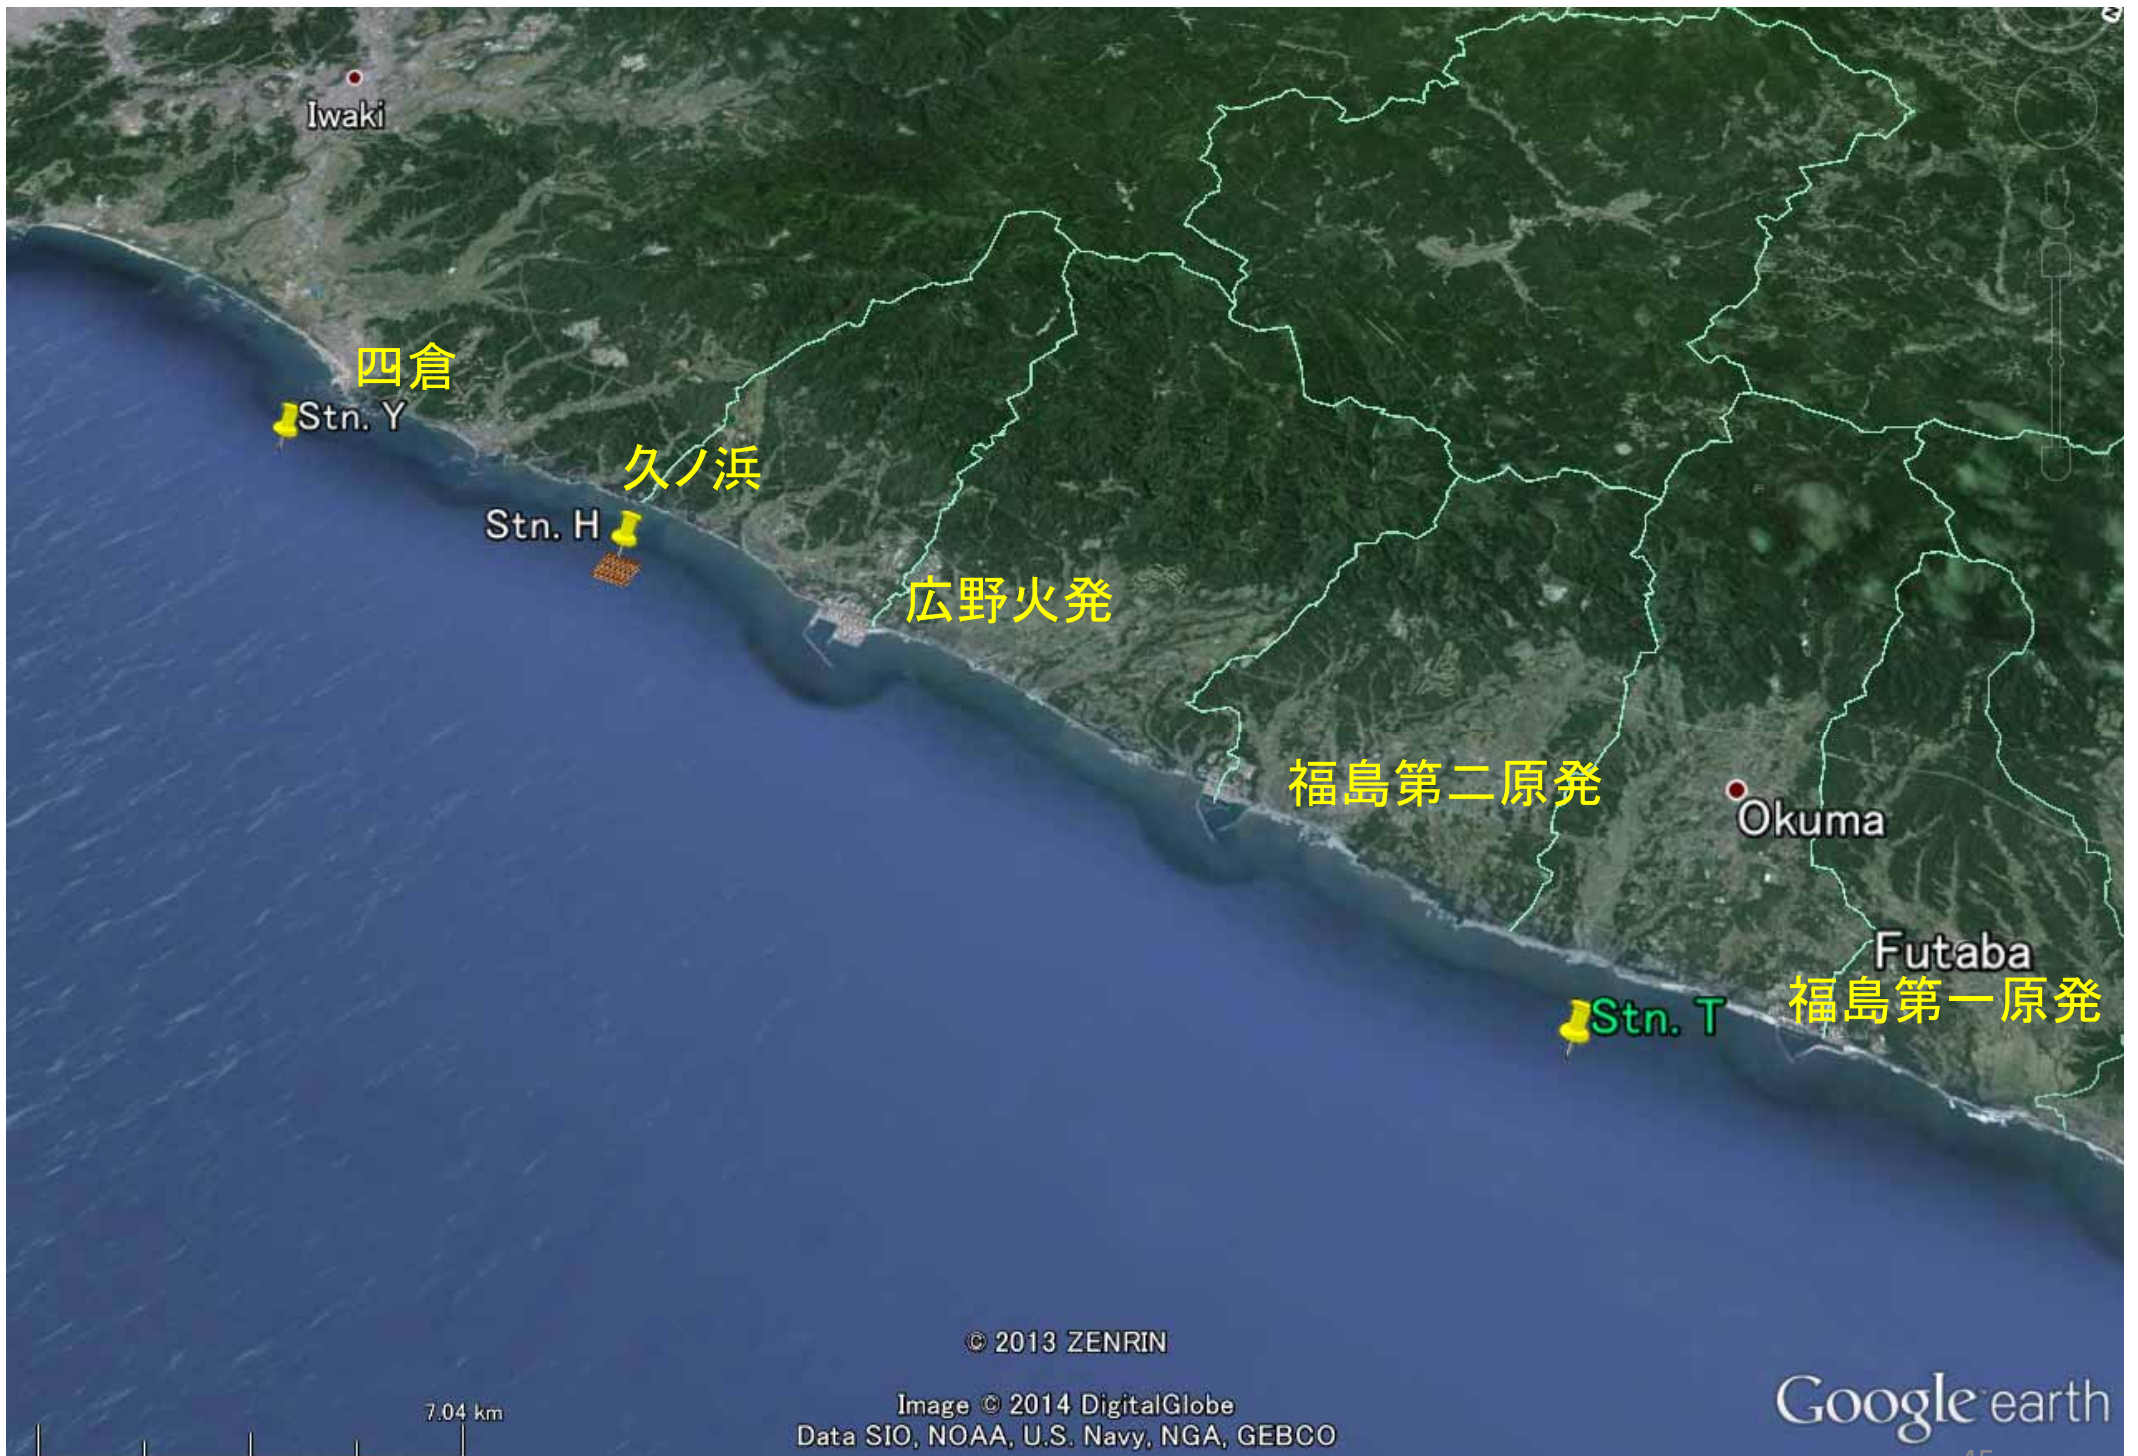 Iwaki
四倉
Stn. Y
久ノ浜
Stn. H
広野火発
福島第二原発
Okuma
Futaba
福島第一原発
Stn. T
© 2013 ZENRIN
Image © 2014 DigitalGlobe
Data SIO, NOAA, U.S. Navy, NGA, GEBCO
Google earth
7.04 km